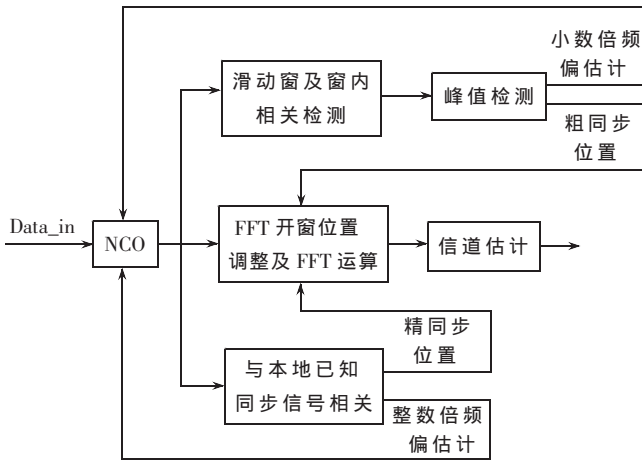 小数倍频
偏估计
滑动窗及窗内
相关检测
峰值检测
粗同步
位置
Data_in
NCO
FFT 开窗位置
调整及 FFT 运算
信道估计
精同步
位置
与本地已知
同步信号相关
整数倍频
偏估计